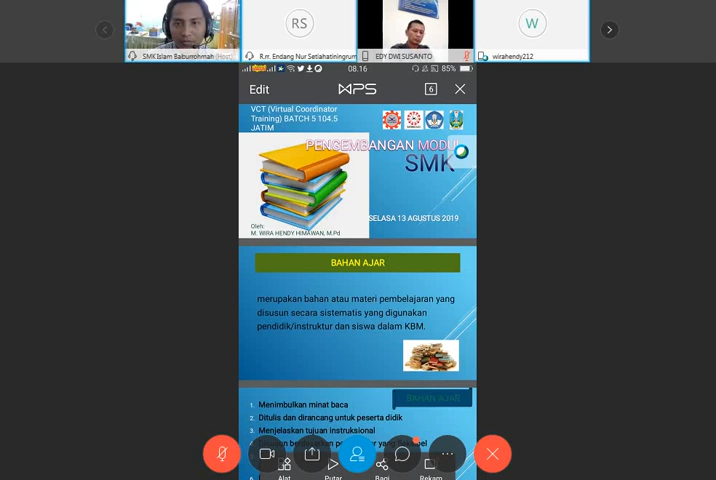 RS
W
SMK Islam Baiburrohmah (Host)
R.rr. Endang Nur Setiahatiningrum
EDY DWI SUSANTO
wirahendy212
08.16
85%
Edit
WPS
6
VCT (Virtual Coordinator
Training) BATCH 5 104.5
JATIM
PENGEMBANGAN MODUL
SMK
SELASA 13 AGUSTUS 2019
Oleh:
M. WIRA HENDY HIMAWAN, M.Pd
BAHAN AJAR
merupakan bahan atau materi pembelajaran yang
disusun secara sistematis yang digunakan
pendidik/instruktur dan siswa dalam KBM.
BAHAN AJAR
1. Menimbulkan minat baca
2. Ditulis dan dirancang untuk peserta didik
3. Menjelaskan tujuan instruksional
4.
Alat
Putar
Bagi
Rekam